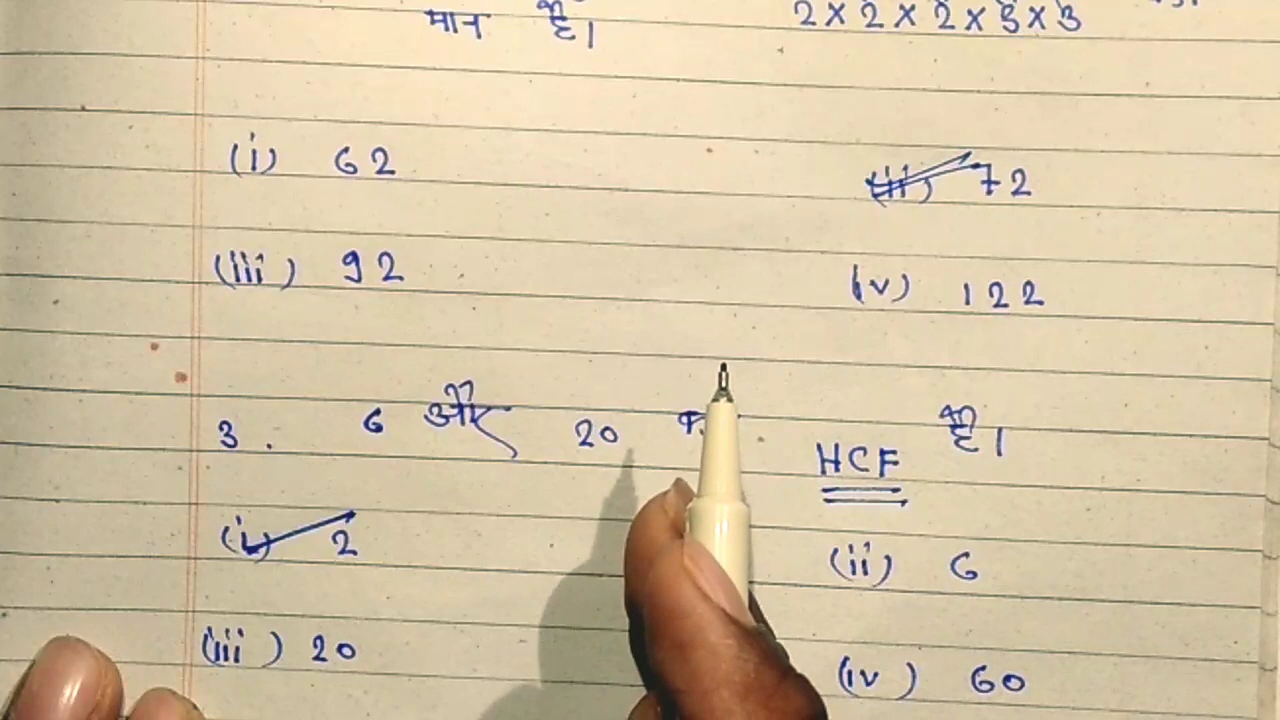 मान है। 2 × 2 × 2 × 3 × 3
(i) 62 (ii) 72
(iii) 92 (iv) 122
3. 6 और 20 HCF है।
(i) 2 (ii) 6
(iii) 20 (iv) 60